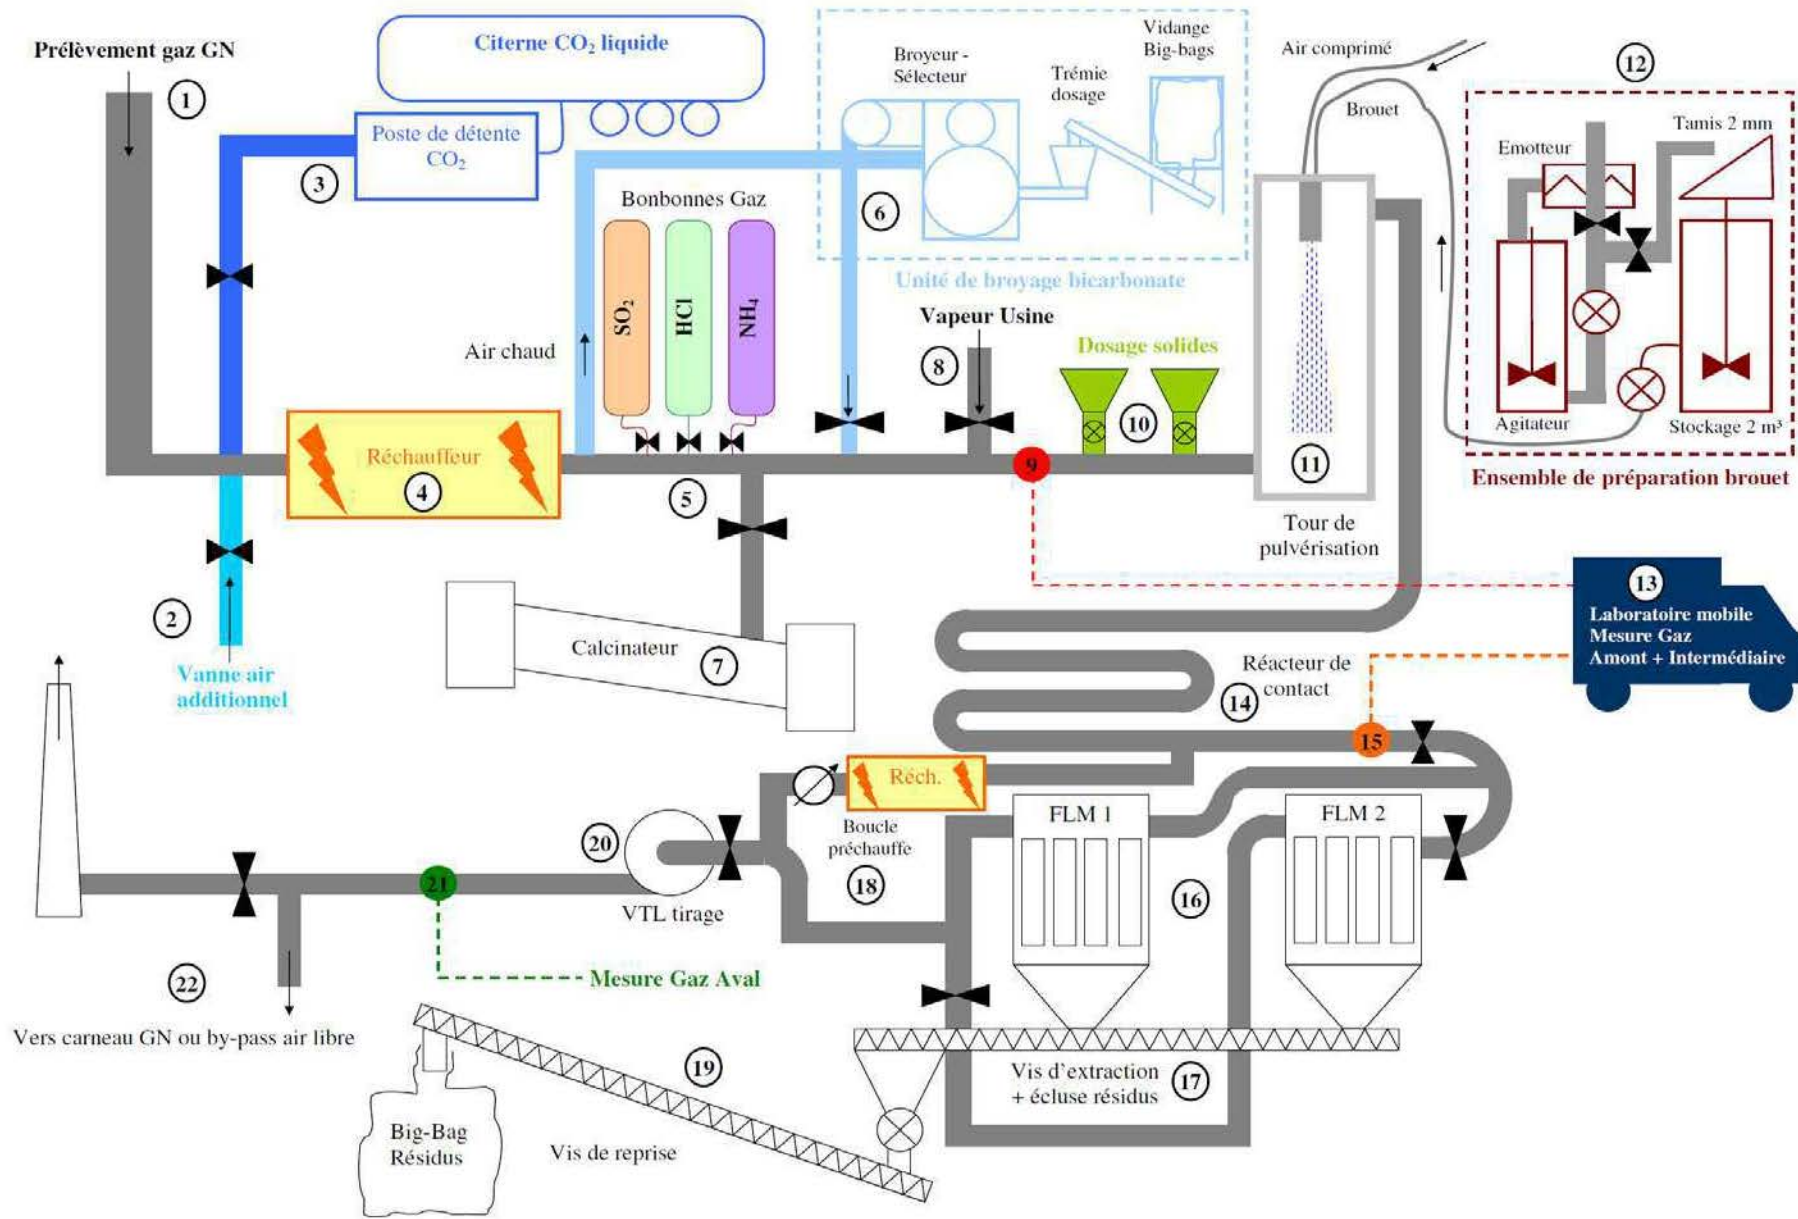 Prélèvement gaz GN
1
Citerne CO₂ liquide
Poste de détente
CO₂
3
Broyeur -
Sélecteur
Trémie
dosage
Vidange
Big-bags
6
Unité de broyage bicarbonate
Air comprimé
Brouet
12
Tamis 2 mm
Emotteur
Agitateur
Stockage 2 m³
Ensemble de préparation brouet
Bonbonnes Gaz
SO₂
HCl
NH₄
Air chaud
Vapeur Usine
8
Dosage solides
10
Réchauffeur
4
5
9
11
Tour de
pulvérisation
2
Vanne air
additionnel
Calcinateur
7
13
Laboratoire mobile
Mesure Gaz
Amont + Intermédiaire
Réacteur de
contact
14
15
Réch.
Boucle
préchauffe
18
FLM 1
FLM 2
16
20
VTL tirage
21
Mesure Gaz Aval
22
Vers carneau GN ou by-pass air libre
19
Vis d'extraction
+ écluse résidus
17
Big-Bag
Résidus
Vis de reprise